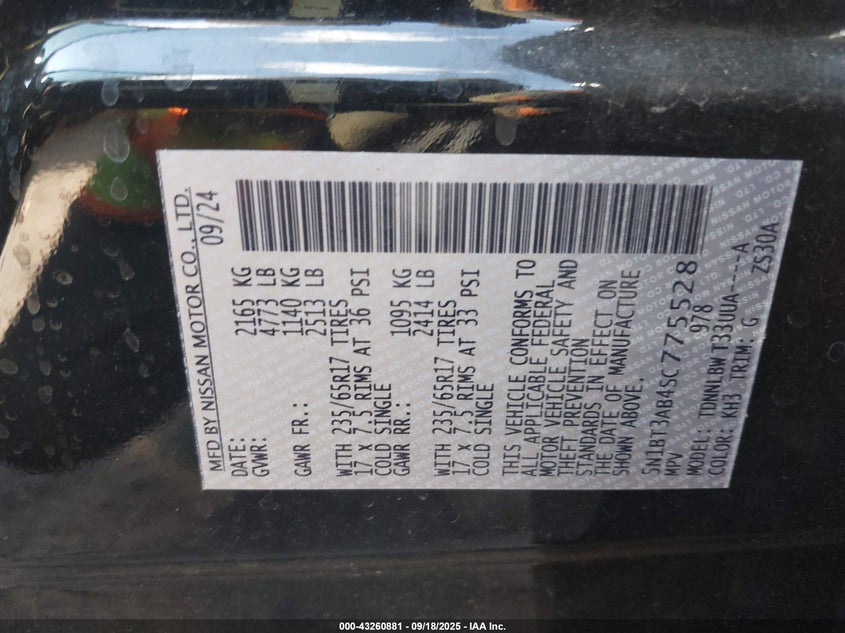 MFD BY NISSAN MOTOR CO., LTD.
DATE: 09/24
GVWR: 2165 KG
4773 LB
GAWR FR.: 1140 KG
2513 LB
WITH 235/65R17 TIRES
17 X 7.5 RIMS AT 36 PSI
COLD SINGLE
GAWR RR.: 1095 KG
2414 LB
WITH 235/65R17 TIRES
17 X 7.5 RIMS AT 33 PSI
COLD SINGLE
THIS VEHICLE CONFORMS TO
ALL APPLICABLE FEDERAL
MOTOR VEHICLE SAFETY AND
THEFT PREVENTION
STANDARDS IN EFFECT ON
THE DATE OF MANUFACTURE
SHOWN ABOVE.
5N1BT3AB4SC775528
MPV 978
MODEL: TDNNLBW T33UUA----A
COLOR: KH3 TRIM: G ZS30A
000-43260881 - 09/18/2025 - IAA Inc.